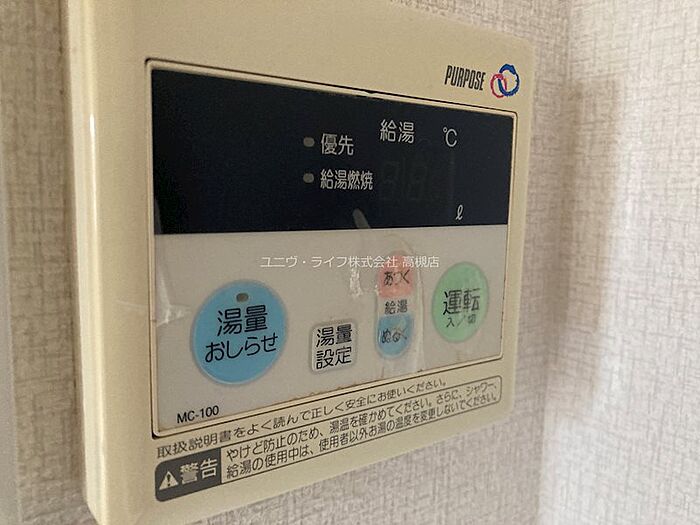 PURPOSE
給湯 ℃
優先
給湯燃焼
ℓ
ユニヴ・ライフ株式会社 高槻店
湯量
おしらせ
湯量
設定
あつく
給湯
ぬるく
運転
入/切
MC-100
取扱説明書をよく読んで正しく安全にお使いください。
警告
やけど防止のため、湯温を確かめてください。さらに、シャワー、
給湯の使用中は、使用者以外お湯の温度を変更しないでください。